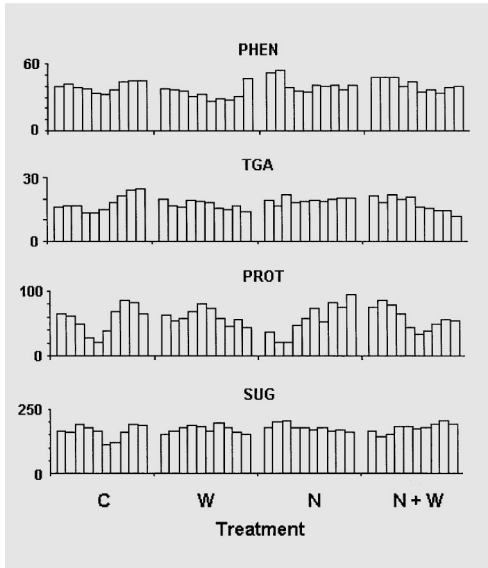 PHEN
60
0
TGA
30
0
PROT
100
0
SUG
250
0
C W N N + W
Treatment